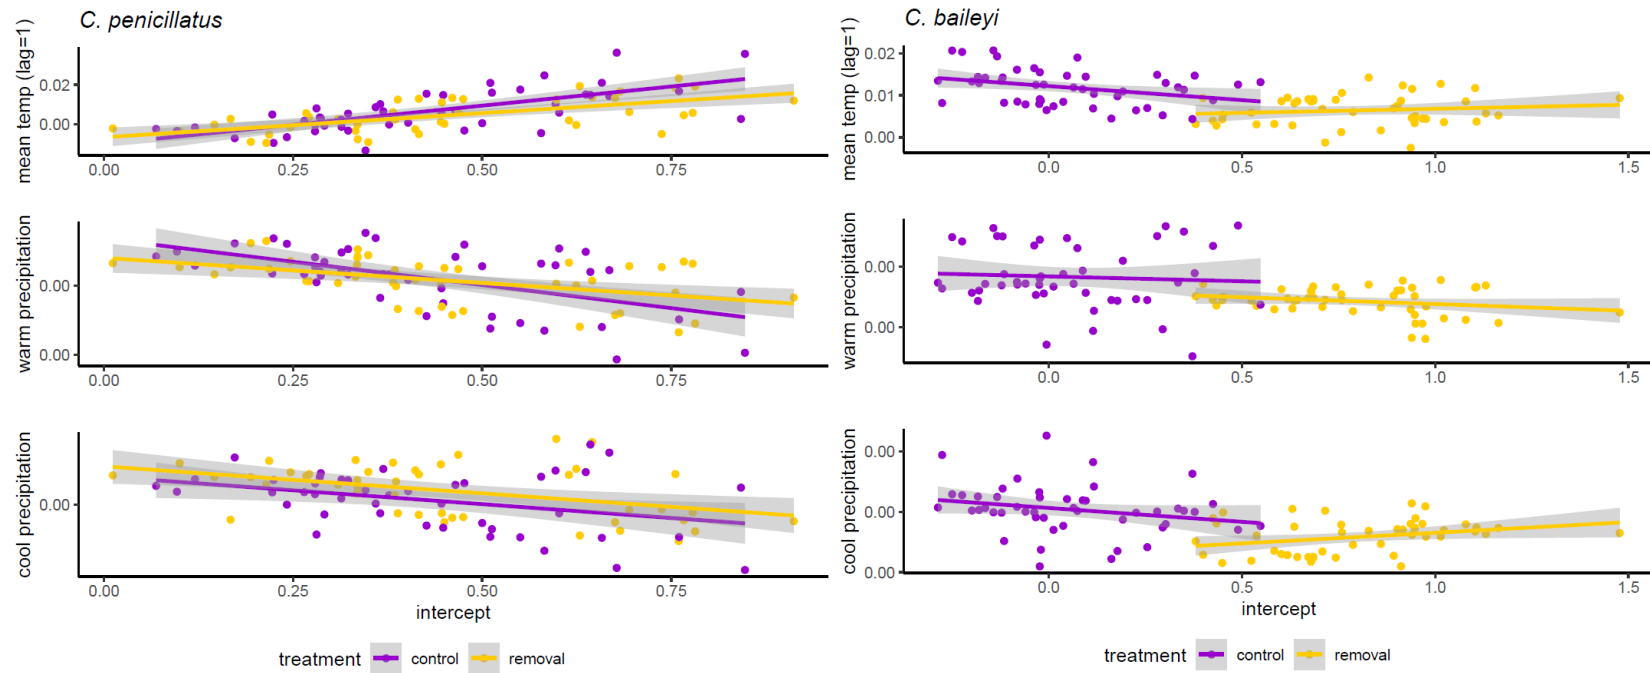 C. penicillatus
mean temp (lag=1)
0.02
0.00
0.00 0.25 0.50 0.75
warm precipitation
0.00
0.00
0.00 0.25 0.50 0.75
cool precipitation
0.00
0.00 0.25 0.50 0.75
intercept
treatment control removal
C. baileyi
mean temp (lag=1)
0.02
0.01
0.00
0.0 0.5 1.0 1.5
warm precipitation
0.00
0.00
0.0 0.5 1.0 1.5
cool precipitation
0.00
0.00
0.00
0.0 0.5 1.0 1.5
intercept
treatment control removal